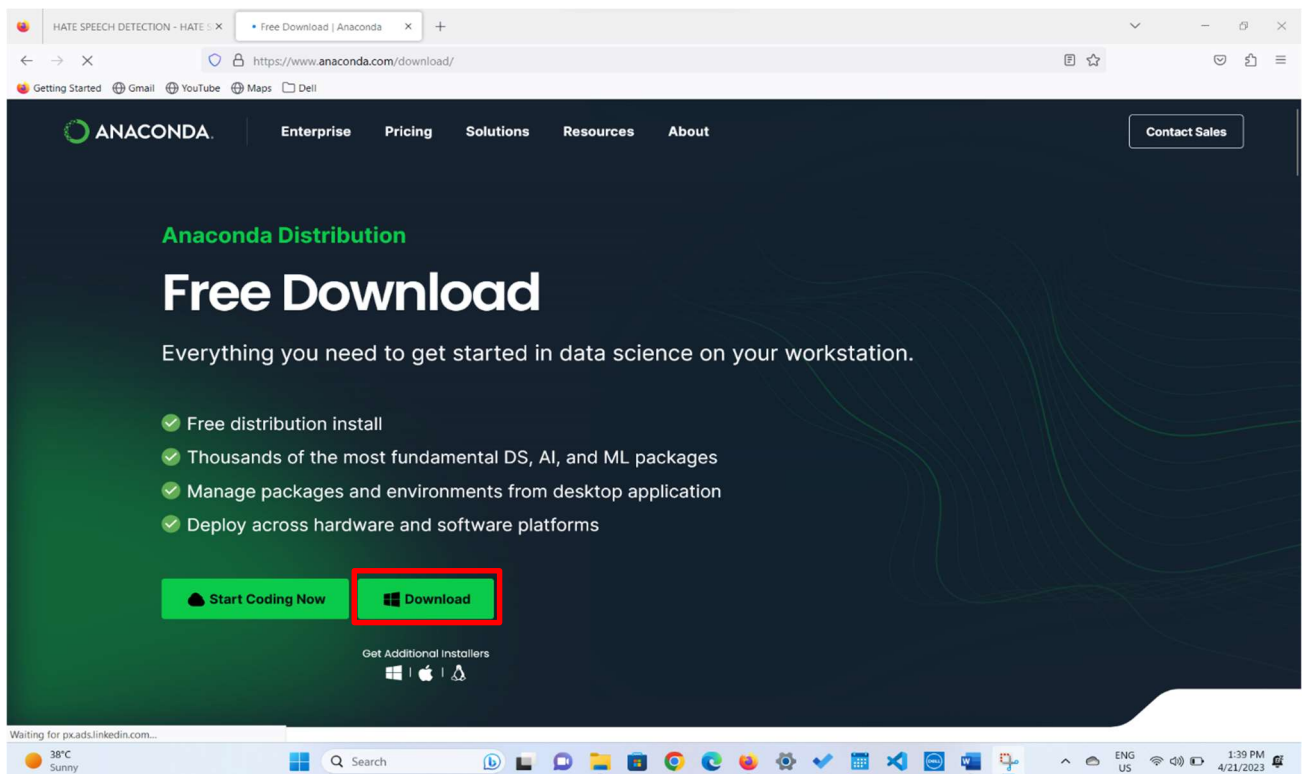 HATE SPEECH DETECTION - HATE S
Free Download | Anaconda
https://www.anaconda.com/download/
Getting Started Gmail YouTube Maps Dell
ANACONDA.
Enterprise Pricing Solutions Resources About
Contact Sales
Anaconda Distribution
Free Download
Everything you need to get started in data science on your workstation.
Free distribution install
Thousands of the most fundamental DS, AI, and ML packages
Manage packages and environments from desktop application
Deploy across hardware and software platforms
Start Coding Now
Download
Get Additional Installers
Waiting for px.ads.linkedin.com...
38°C
Sunny
Search
ENG
US
1:39 PM
4/21/2023